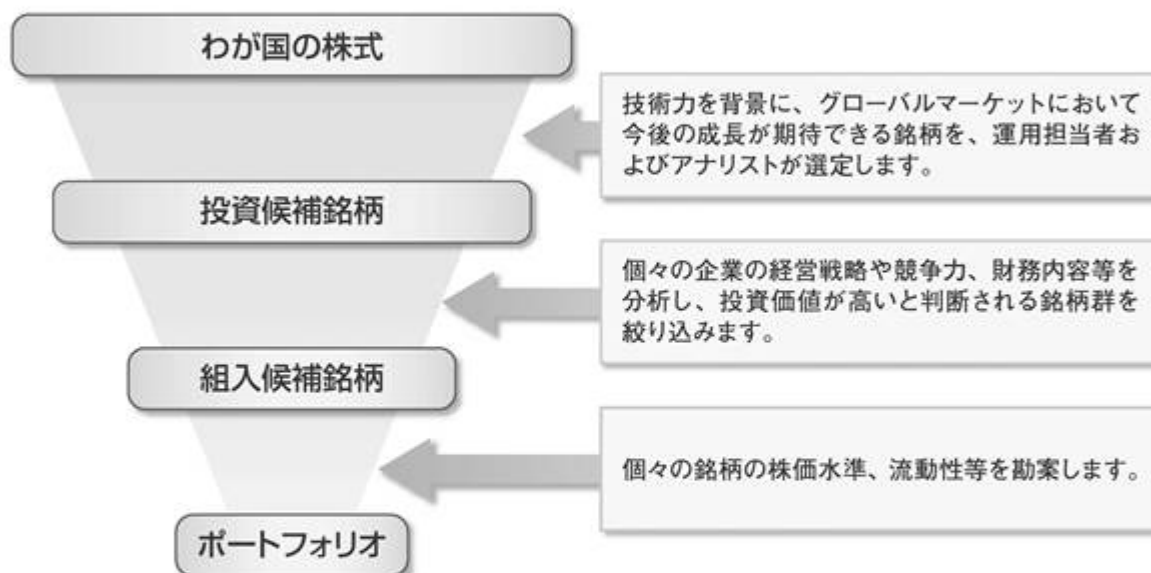 わが国の株式
技術力を背景に、グローバルマーケットにおいて
今後の成長が期待できる銘柄を、運用担当者お
よびアナリストが選定します。
投資候補銘柄
個々の企業の経営戦略や競争力、財務内容等を
分析し、投資価値が高いと判断される銘柄群を
絞り込みます。
組入候補銘柄
個々の銘柄の株価水準、流動性等を勘案します。
ポートフォリオ